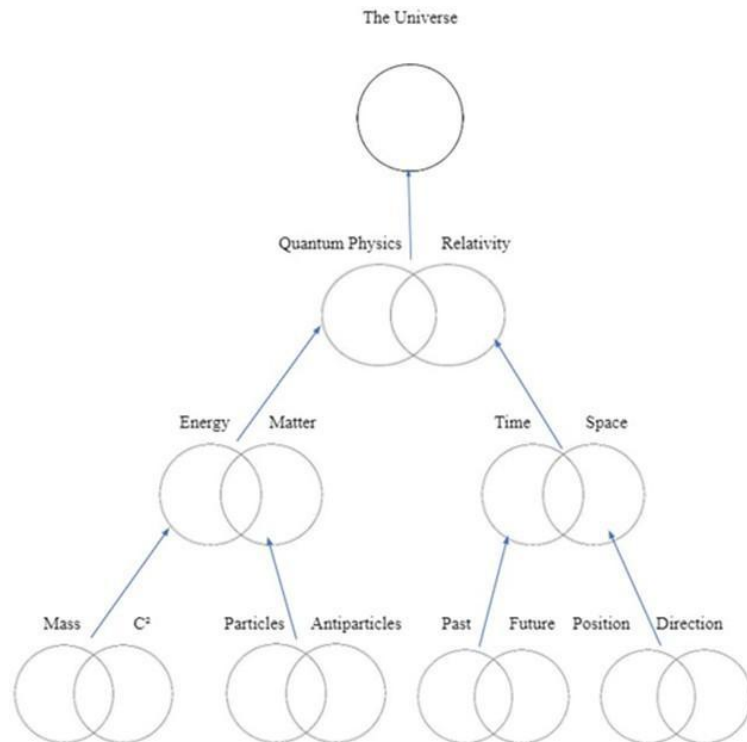 The Universe
Quantum Physics Relativity
Energy Matter Time Space
Mass C² Particles Antiparticles Past Future Position Direction